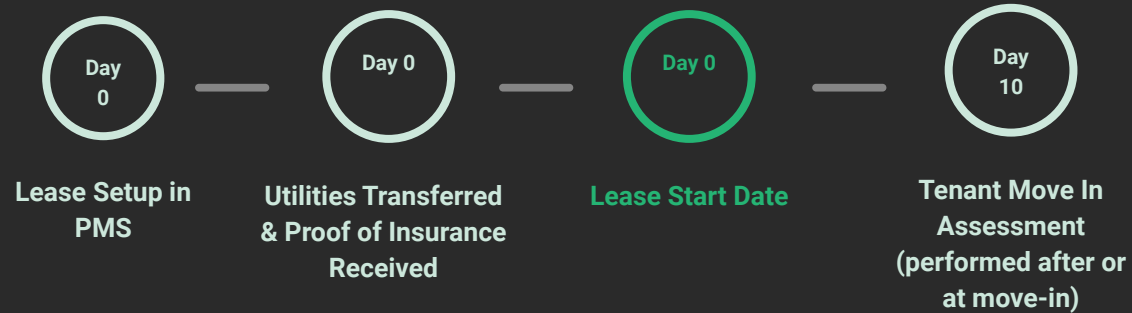 Day
0
Day 0
Day 0
Day
10
Lease Setup in
PMS
Utilities Transferred
& Proof of Insurance
Received
Lease Start Date
Tenant Move In
Assessment
(performed after or
at move-in)